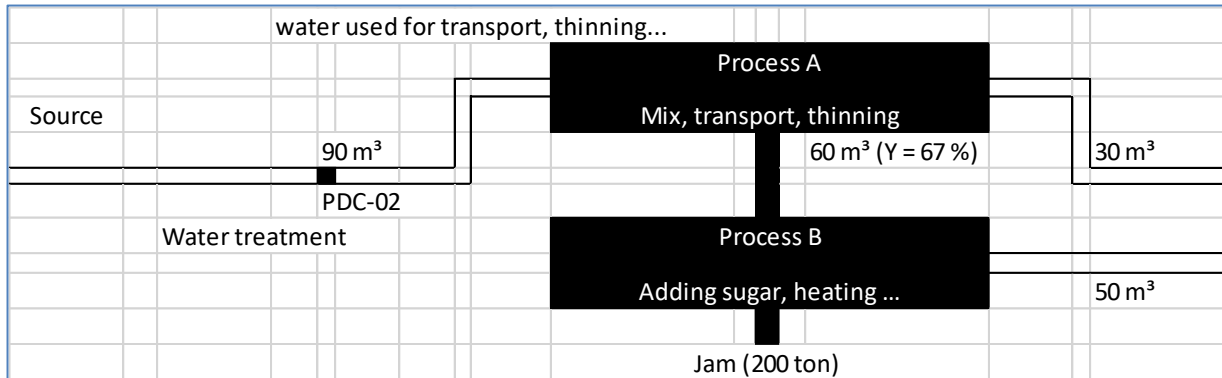 water used for transport, thinning...
Process A
Source
Mix, transport, thinning
90 m³
60 m³ (Y = 67 %)
30 m³
PDC-02
Water treatment
Process B
Adding sugar, heating ...
50 m³
Jam (200 ton)